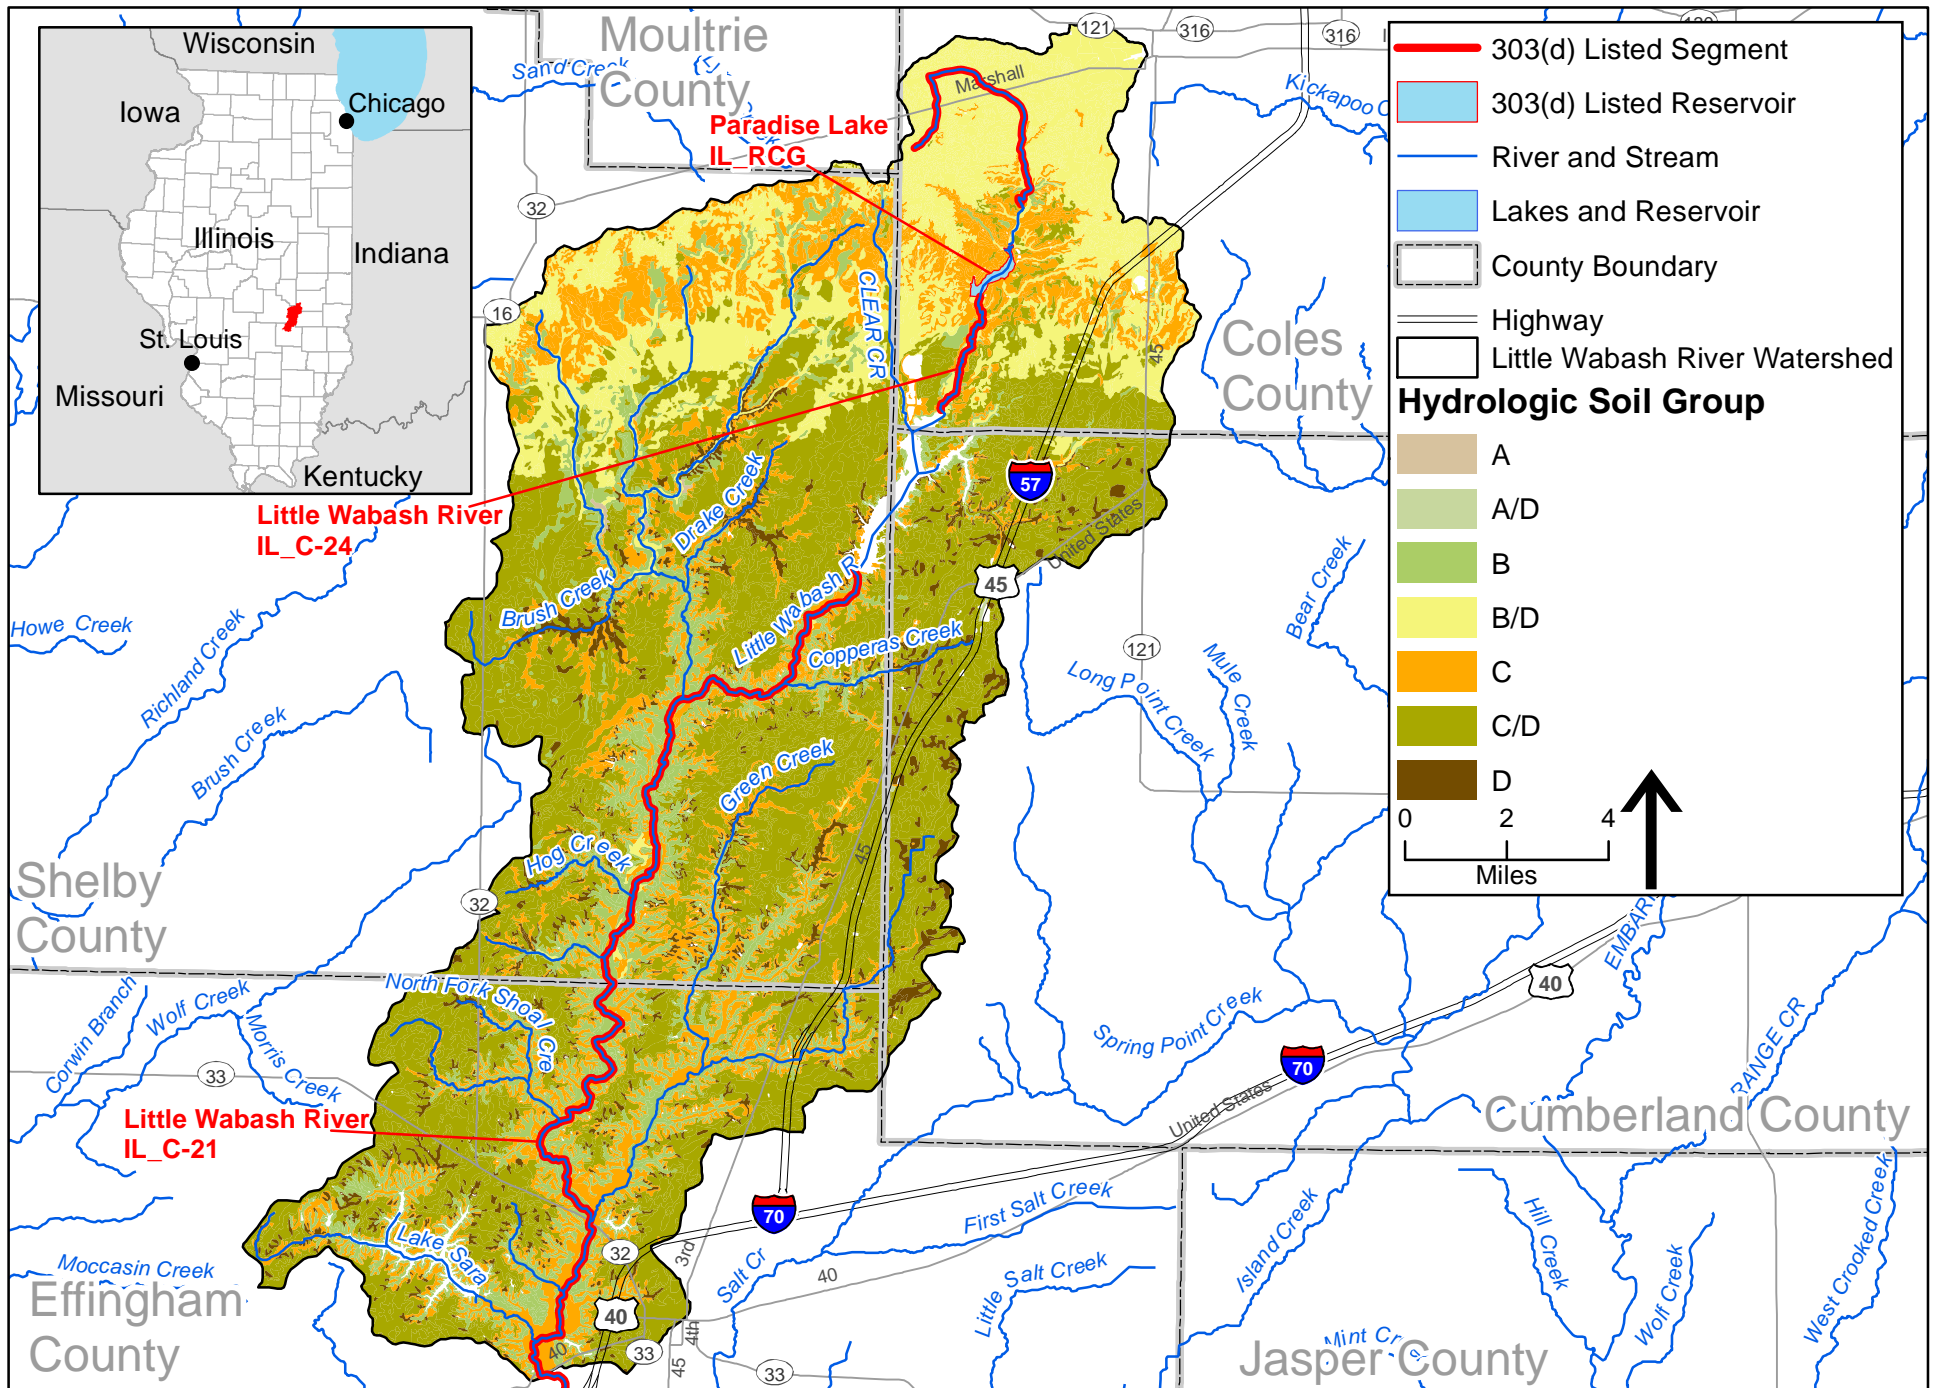 Wisconsin
Iowa
Chicago
Illinois
Indiana
St. Louis
Missouri
Kentucky
Moultrie
County
Sand Creek
121
316
316
Marshall
Kickapoo C
Paradise Lake
IL_RCG
32
16
CLEAR CR
Coles
County
45
303(d) Listed Segment
303(d) Listed Reservoir
River and Stream
Lakes and Reservoir
County Boundary
Highway
Little Wabash River Watershed
Hydrologic Soil Group
A
A/D
B
B/D
C
C/D
D
0
2
4
Miles
Little Wabash River
IL_C-24
Drake Creek
57
United States
45
Brush Creek
Little Wabash R
Copperas Creek
Howe Creek
Richland Creek
Brush Creek
Bear Creek
121
Long Point Creek
Mule Creek
Green Creek
45
Hog Creek
32
Shelby
County
North Fork Shoal Cre
Corwin Branch
Wolf Creek
Morris Creek
33
EMBARR
40
Spring Point Creek
70
United States
RANGE CR
Cumberland County
Little Wabash River
IL_C-21
70
First Salt Creek
Island Creek
Hill Creek
West Crooked Creek
Lake Sara
32
3rd
Salt Cr
40
Little Salt Creek
Wolf Creek
Moccasin Creek
Effingham
County
40
40
33
4th
45
33
Mint Cr
Jasper County